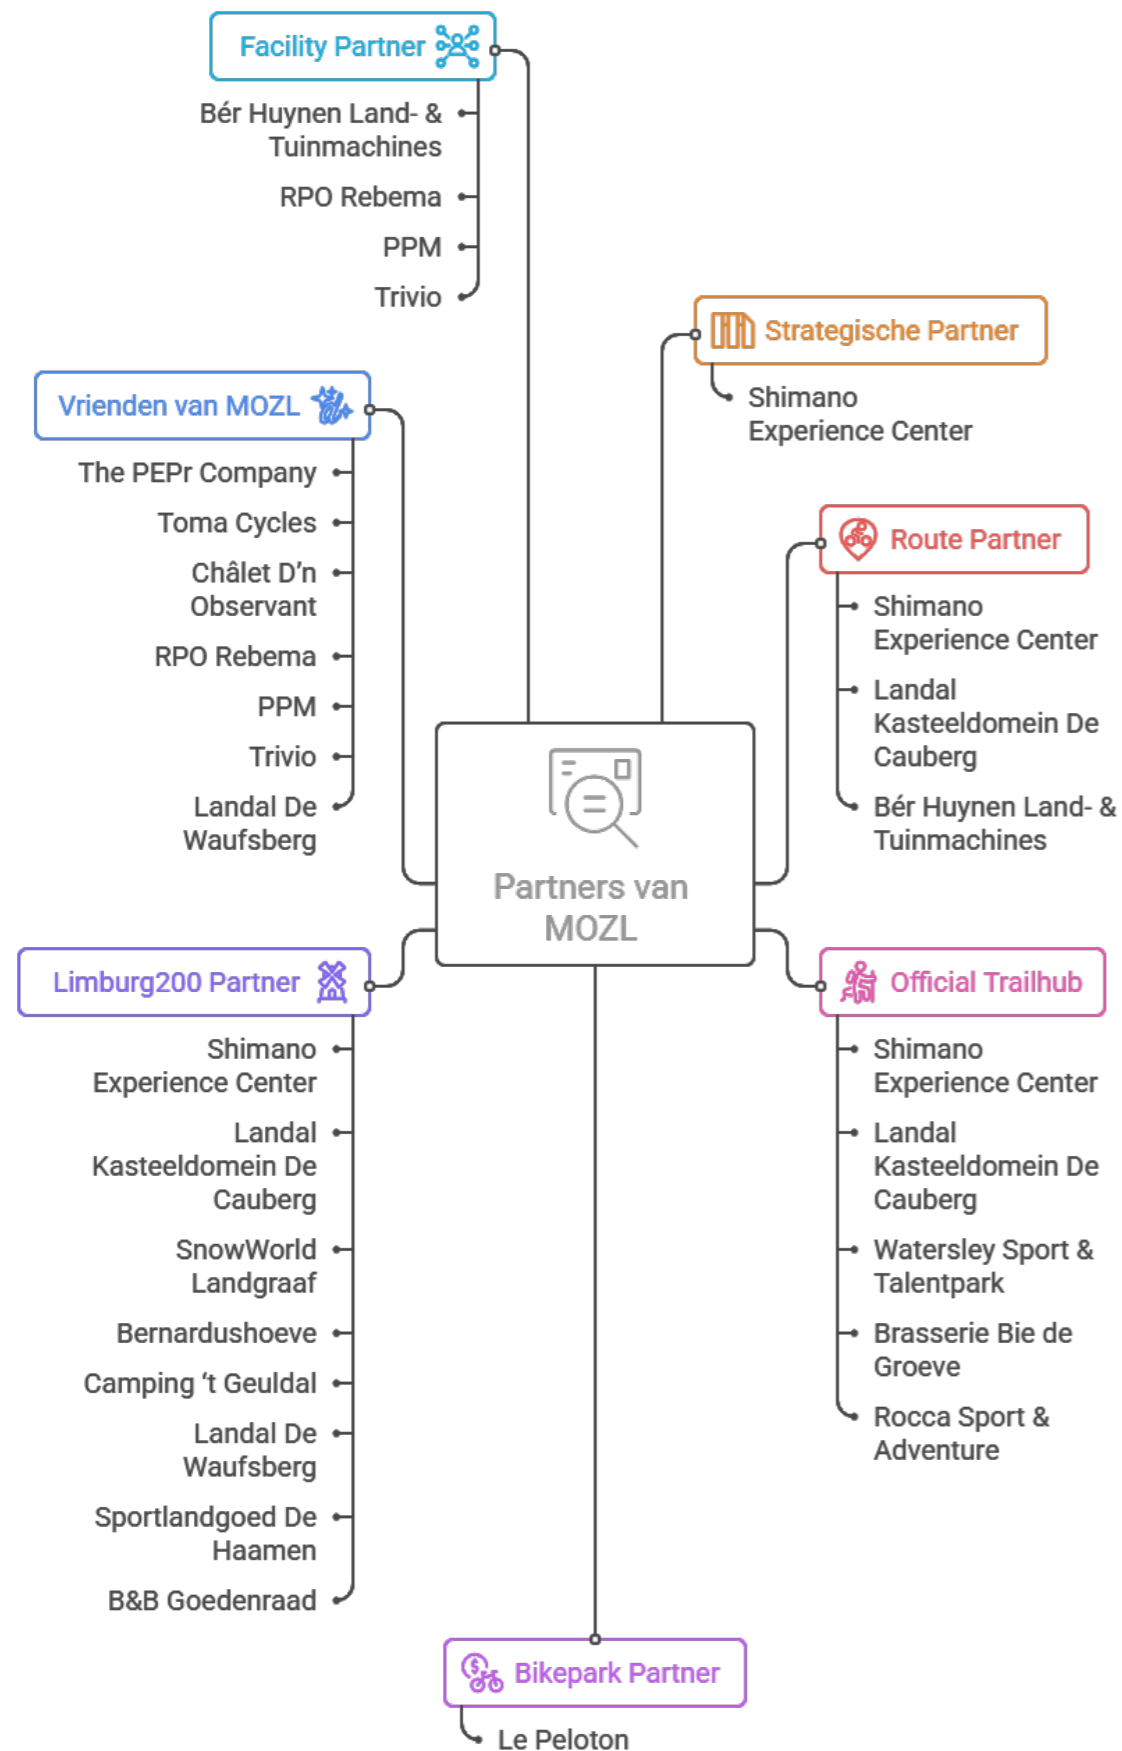 Facility Partner
Bér Huynen Land- &
Tuinmachines
RPO Rebema
PPM
Trivio
Strategische Partner
Shimano
Experience Center
Vrienden van MOZL
The PEPr Company
Toma Cycles
Châlet D’n
Observant
RPO Rebema
PPM
Trivio
Landal De
Waufsberg
Route Partner
Shimano
Experience Center
Landal
Kasteeldomein De
Cauberg
Bér Huynen Land- &
Tuinmachines
Partners van
MOZL
Limburg200 Partner
Shimano
Experience Center
Landal
Kasteeldomein De
Cauberg
SnowWorld
Landgraaf
Bernardushoeve
Camping ‘t Geuldal
Landal De
Waufsberg
Sportlandgoed De
Haamen
B&B Goedenraad
Official Trailhub
Shimano
Experience Center
Landal
Kasteeldomein De
Cauberg
Watersley Sport &
Talentpark
Brasserie Bie de
Groeve
Rocca Sport &
Adventure
$
Bikepark Partner
Le Peloton